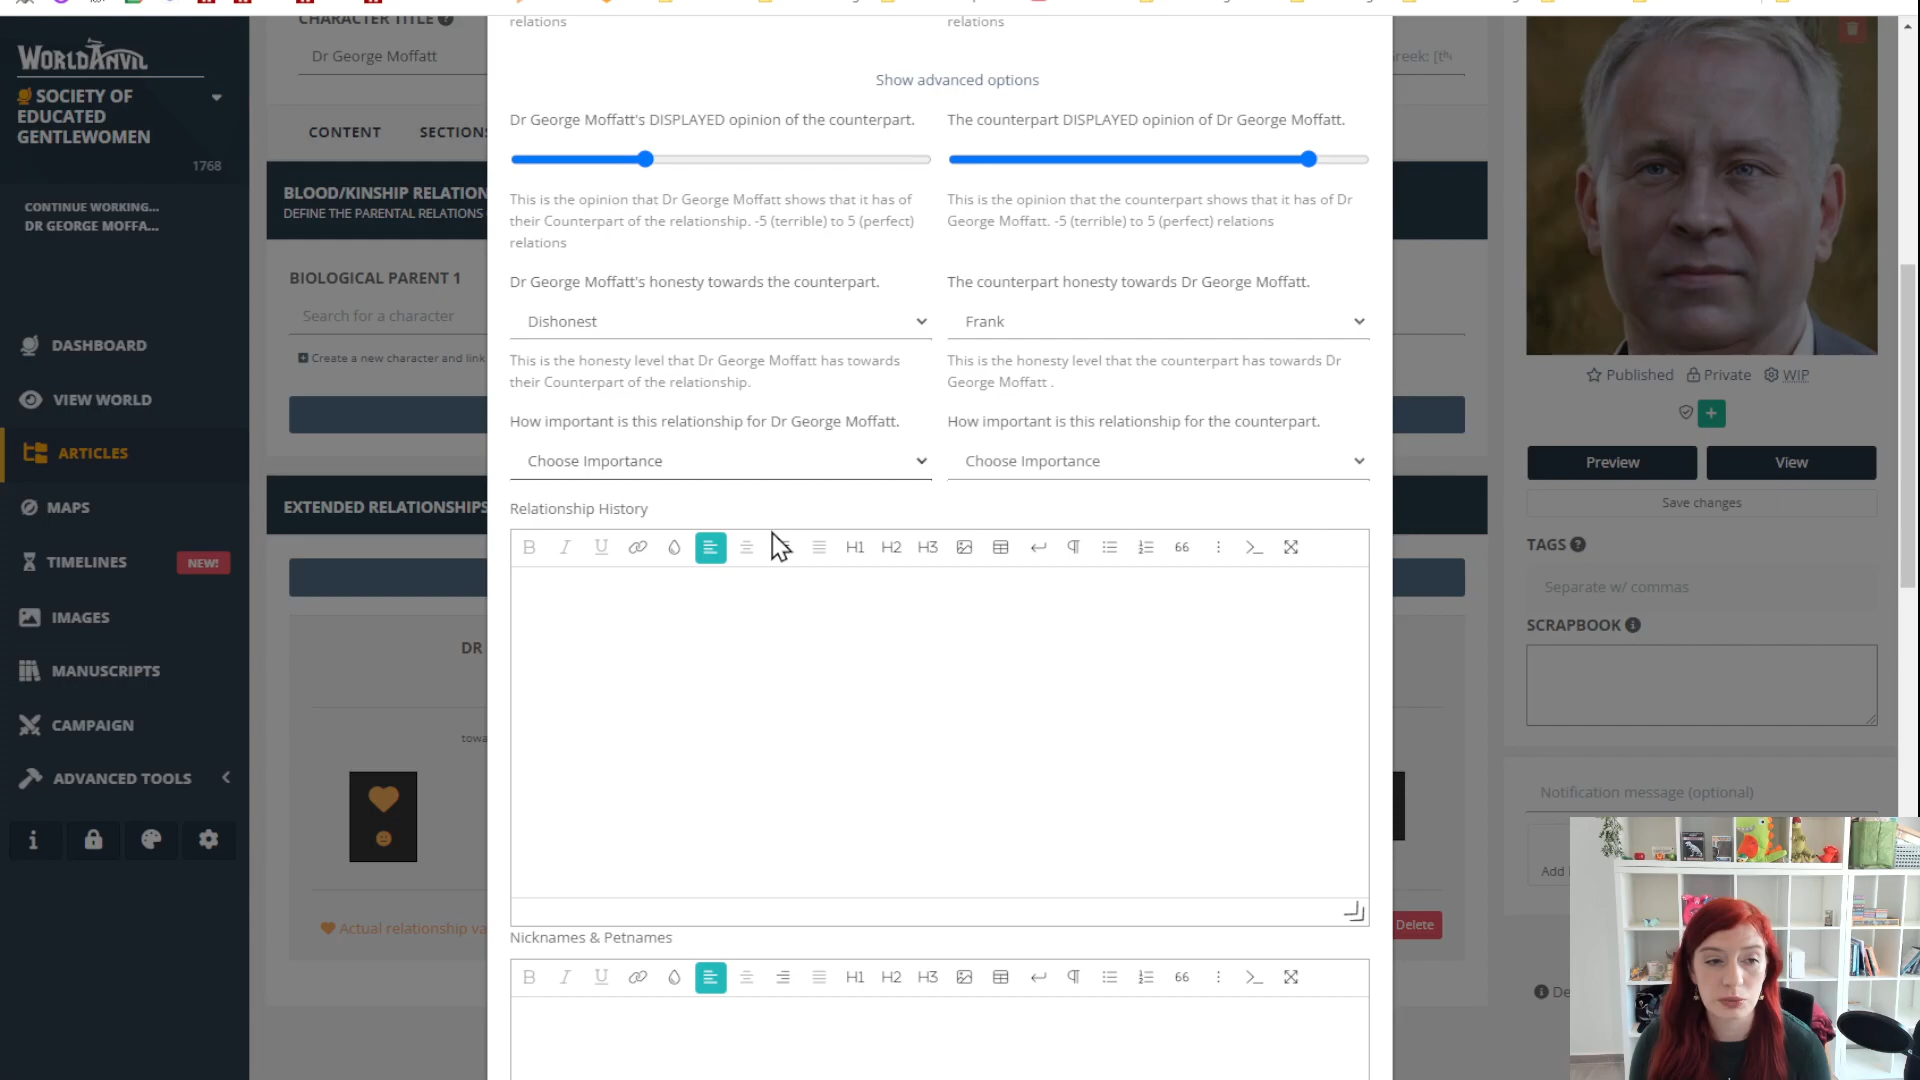 CHARACTER TITLE
WORLDANVIL
SOCIETY OF
EDUCATED
GENTLEWOMEN
1768
CONTINUE WORKING...
DR GEORGE MOFFA...
DASHBOARD
VIEW WORLD
ARTICLES
MAPS
TIMELINES
NEW!
IMAGES
MANUSCRIPTS
CAMPAIGN
ADVANCED TOOLS
Dr George Moffatt
CONTENT
SECTION
BLOOD/KINSHIP RELATION
DEFINE THE PARENTAL RELATIONS
BIOLOGICAL PARENT 1
Search for a character
Create a new character and link
EXTENDED RELATIONSHIPS
DR
towa
Actual relationship va
relations
relations
Show advanced options
Dr George Moffatt's DISPLAYED opinion of the counterpart.
The counterpart DISPLAYED opinion of Dr George Moffatt.
This is the opinion that Dr George Moffatt shows that it has of
their Counterpart of the relationship. -5 (terrible) to 5 (perfect)
relations
This is the opinion that the counterpart shows that it has of Dr
George Moffatt. -5 (terrible) to 5 (perfect) relations
Dr George Moffatt's honesty towards the counterpart.
The counterpart honesty towards Dr George Moffatt.
Dishonest
Frank
This is the honesty level that Dr George Moffatt has towards
their Counterpart of the relationship.
This is the honesty level that the counterpart has towards Dr
George Moffatt .
How important is this relationship for Dr George Moffatt.
How important is this relationship for the counterpart.
Choose Importance
Choose Importance
Relationship History
B I U H1 H2 H3 66
Nicknames & Petnames
B I U H1 H2 H3 66
Delete
Published
Private
WIP
Preview
View
Save changes
TAGS
Separate w/ commas
SCRAPBOOK
Notification message (optional)
Add
De